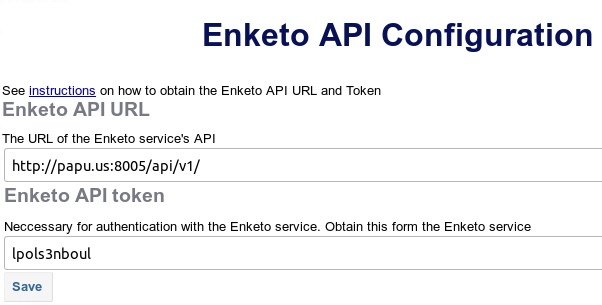 Enketo API Configuration
See instructions on how to obtain the Enketo API URL and Token
Enketo API URL
The URL of the Enketo service's API
http://papu.us:8005/api/v1/
Enketo API token
Neccessary for authentication with the Enketo service. Obtain this form the Enketo service
lpols3nboul
Save